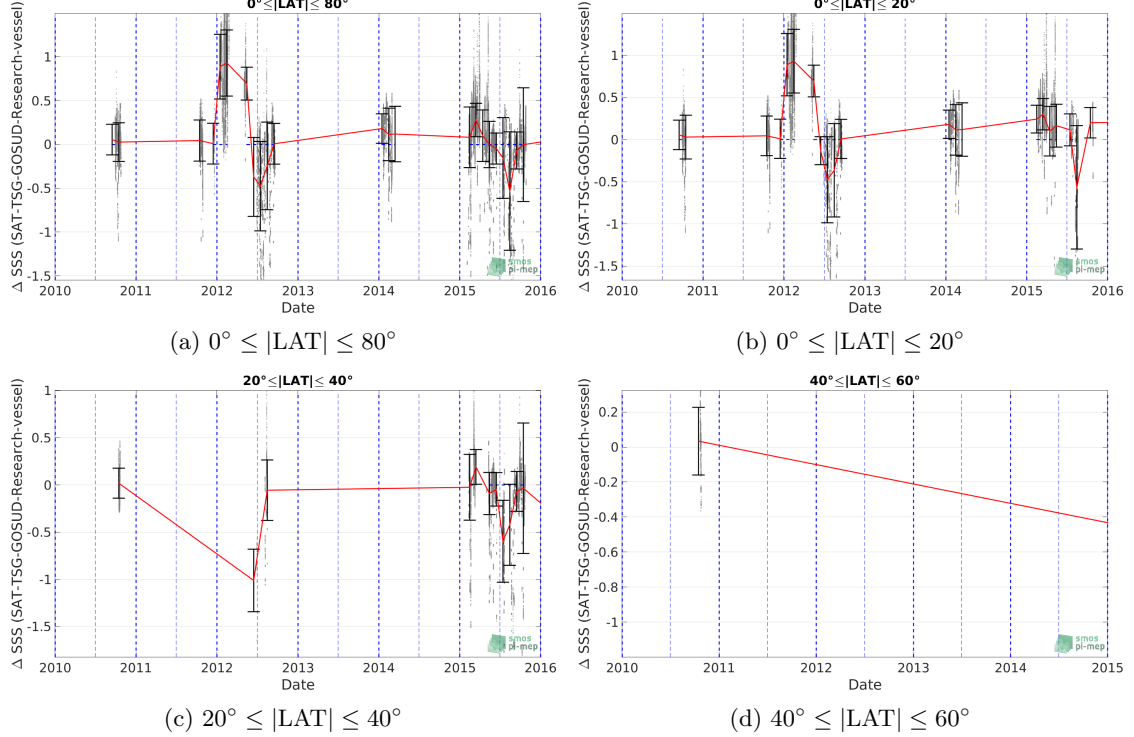 0°≤|LAT|≤ 80°
Δ SSS (SAT-TSG-GOSUD-Research-vessel)
1
0.5
0
-0.5
-1
-1.5
2010 2011 2012 2013 2014 2015 2016
Date
smos
pi-mep
(a) 0° ≤ |LAT| ≤ 80°
0°≤|LAT|≤ 20°
Δ SSS (SAT-TSG-GOSUD-Research-vessel)
1
0.5
0
-0.5
-1
-1.5
2010 2011 2012 2013 2014 2015 2016
Date
smos
pi-mep
(b) 0° ≤ |LAT| ≤ 20°
20°≤|LAT|≤ 40°
Δ SSS (SAT-TSG-GOSUD-Research-vessel)
1
0.5
0
-0.5
-1
-1.5
2010 2011 2012 2013 2014 2015 2016
Date
smos
pi-mep
(c) 20° ≤ |LAT| ≤ 40°
40°≤|LAT|≤ 60°
Δ SSS (SAT-TSG-GOSUD-Research-vessel)
0.2
0
-0.2
-0.4
-0.6
-0.8
-1
2010 2011 2012 2013 2014 2015
Date
smos
pi-mep
(d) 40° ≤ |LAT| ≤ 60°